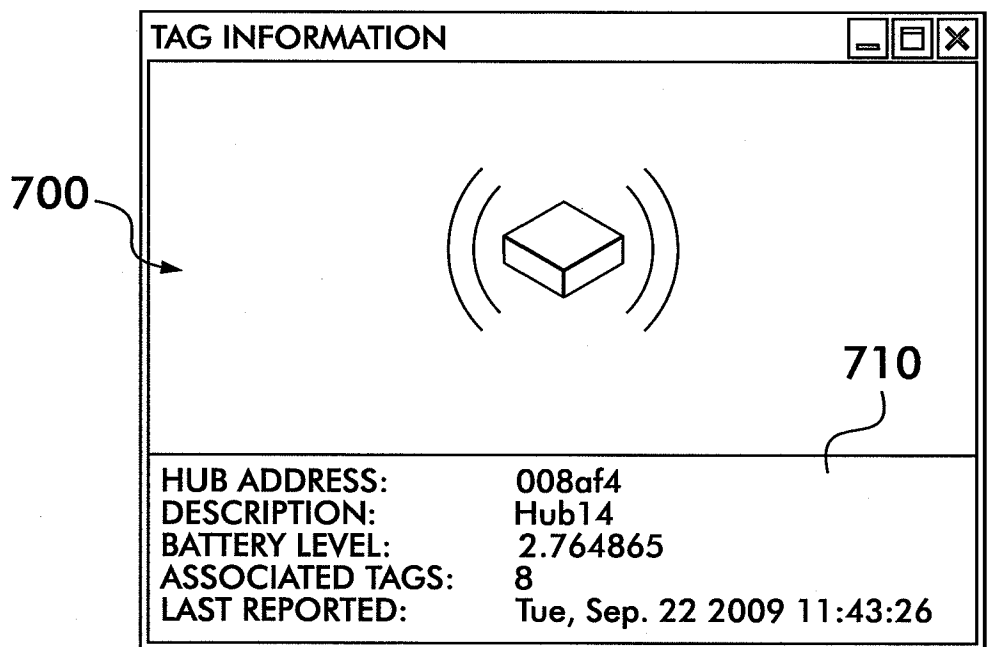 TAG INFORMATION
700
710
HUB ADDRESS: 008af4
DESCRIPTION: Hub14
BATTERY LEVEL: 2.764865
ASSOCIATED TAGS: 8
LAST REPORTED: Tue, Sep. 22 2009 11:43:26